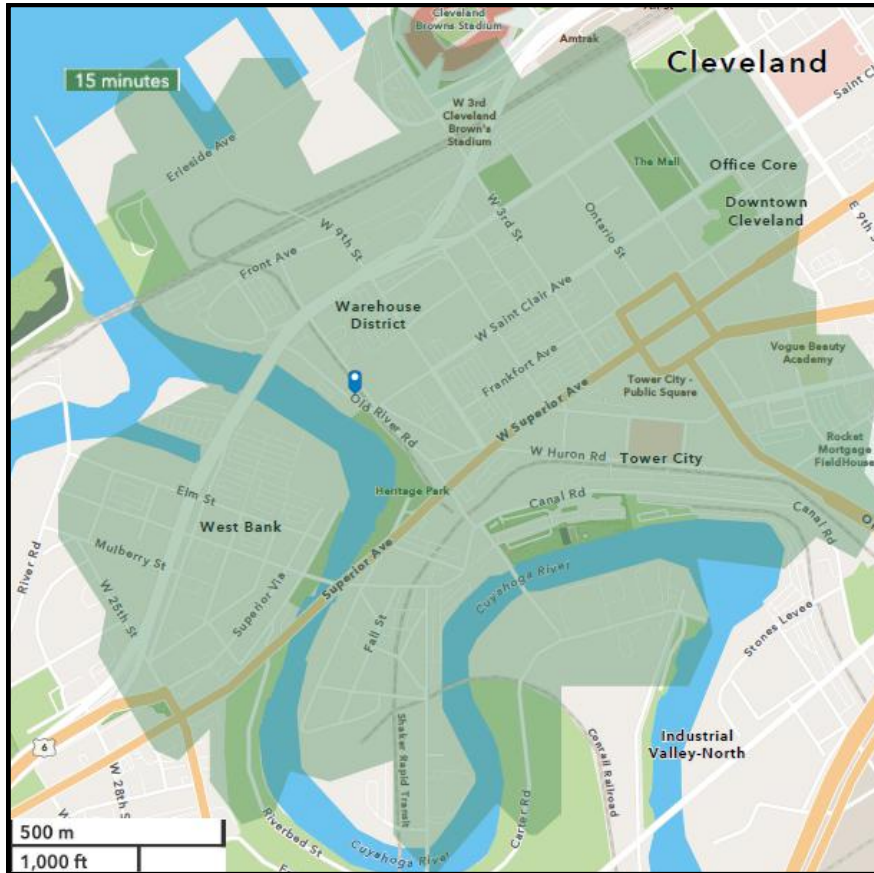 Cleveland
Browns Stadium
Amtrak
Cleveland
15 minutes
Saint Cl
W 3rd
Cleveland
Brown's
Stadium
Erieside Ave
The Mall
Office Core
Downtown
Cleveland
W 3rd St
Ontario St
E 9th
W 9th St
Front Ave
Warehouse
District
W Saint Clair Ave
Frankfort Ave
Vogue Beauty
Academy
Tower City -
Public Square
Old River Rd
W Superior Ave
W Huron Rd
Tower City
Rocket
Mortgage
FieldHouse
Heritage Park
Canal Rd
Canal Rd
Elm St
West Bank
River Rd
Mulberry St
Superior Ave
Cuyahoga River
W 25th St
Superior Via
Fall St
Stones Levee
6
Industrial
Valley-North
Shaker Rapid Transit
Conrail Railroad
W 28th St
Carter Rd
Riverbed St
Cuyahoga River
500 m
1,000 ft